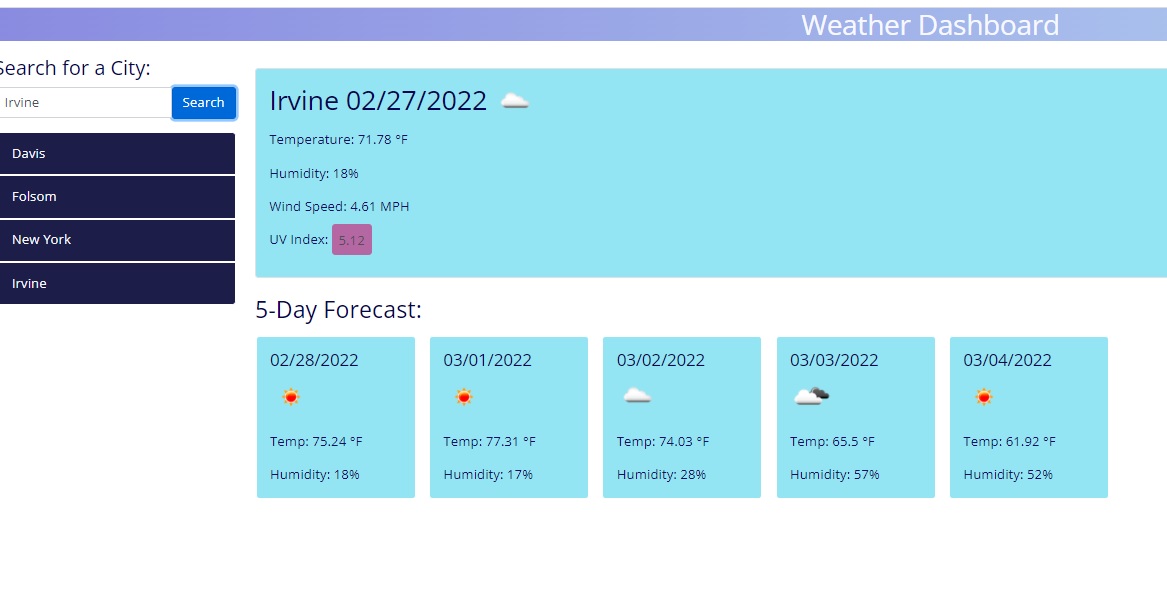 Weather Dashboard
Search for a City:
Irvine
Search
Davis
Folsom
New York
Irvine
Irvine 02/27/2022
Temperature: 71.78 °F
Humidity: 18%
Wind Speed: 4.61 MPH
UV Index: 5.12
5-Day Forecast:
02/28/2022
Temp: 75.24 °F
Humidity: 18%
03/01/2022
Temp: 77.31 °F
Humidity: 17%
03/02/2022
Temp: 74.03 °F
Humidity: 28%
03/03/2022
Temp: 65.5 °F
Humidity: 57%
03/04/2022
Temp: 61.92 °F
Humidity: 52%